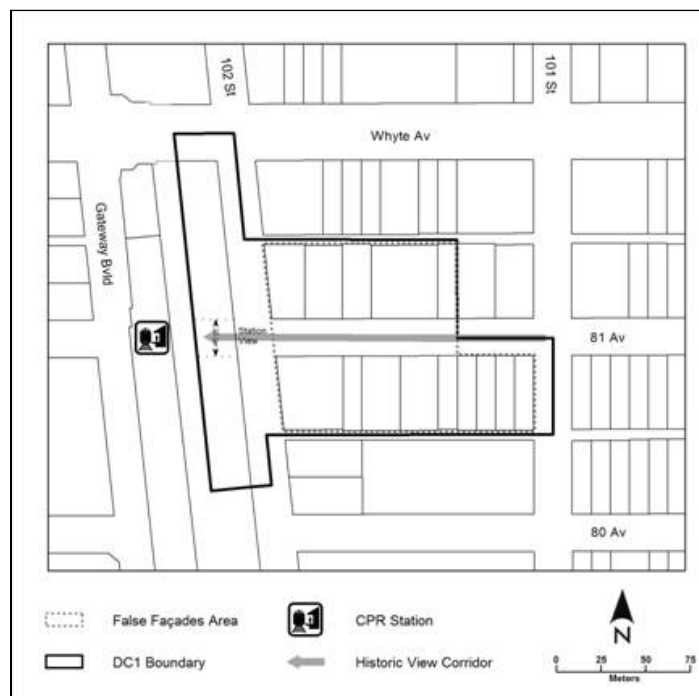 102 St
101 St
Whyte Av
Gateway Bvld
Station
View
81 Av
80 Av
False Façades Area
CPR Station
DC1 Boundary
Historic View Corridor
N
0 25 50 75
Meters